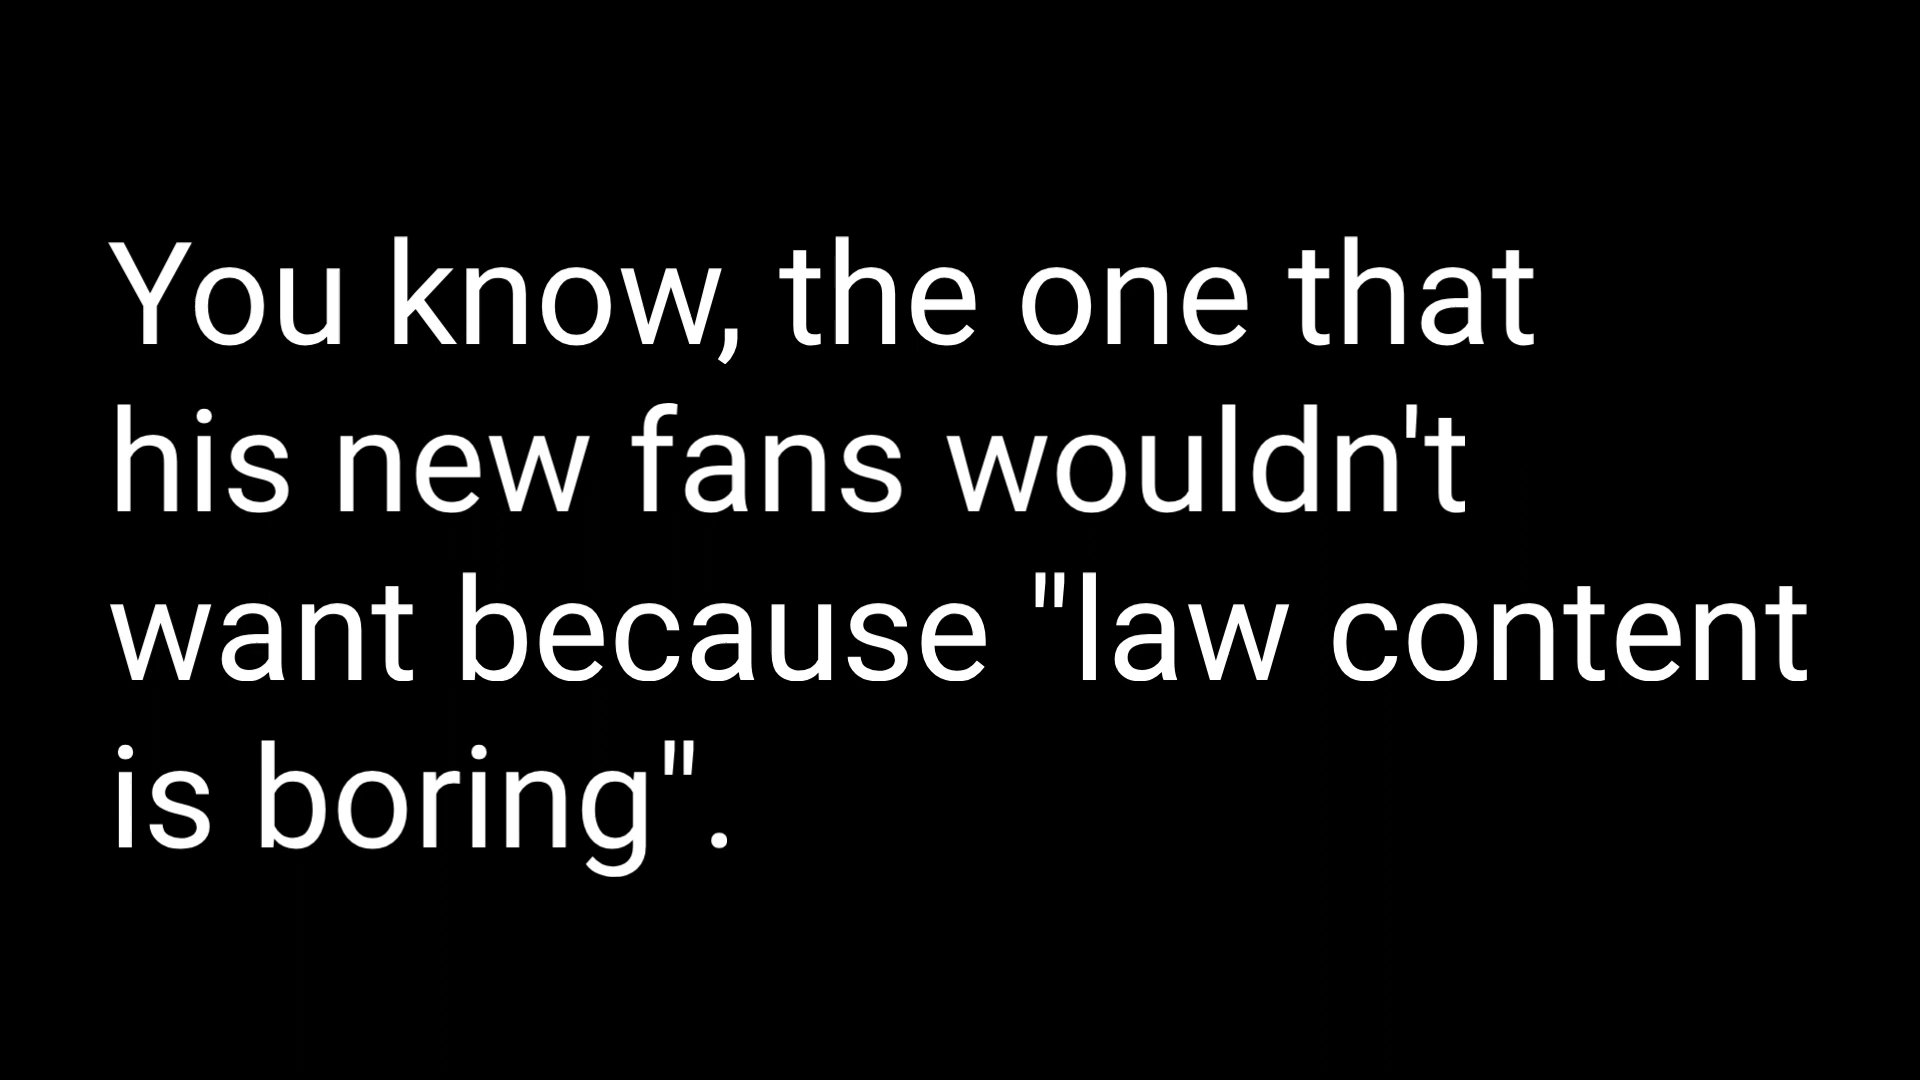 You know, the one that
his new fans wouldn't
want because "law content
is boring".